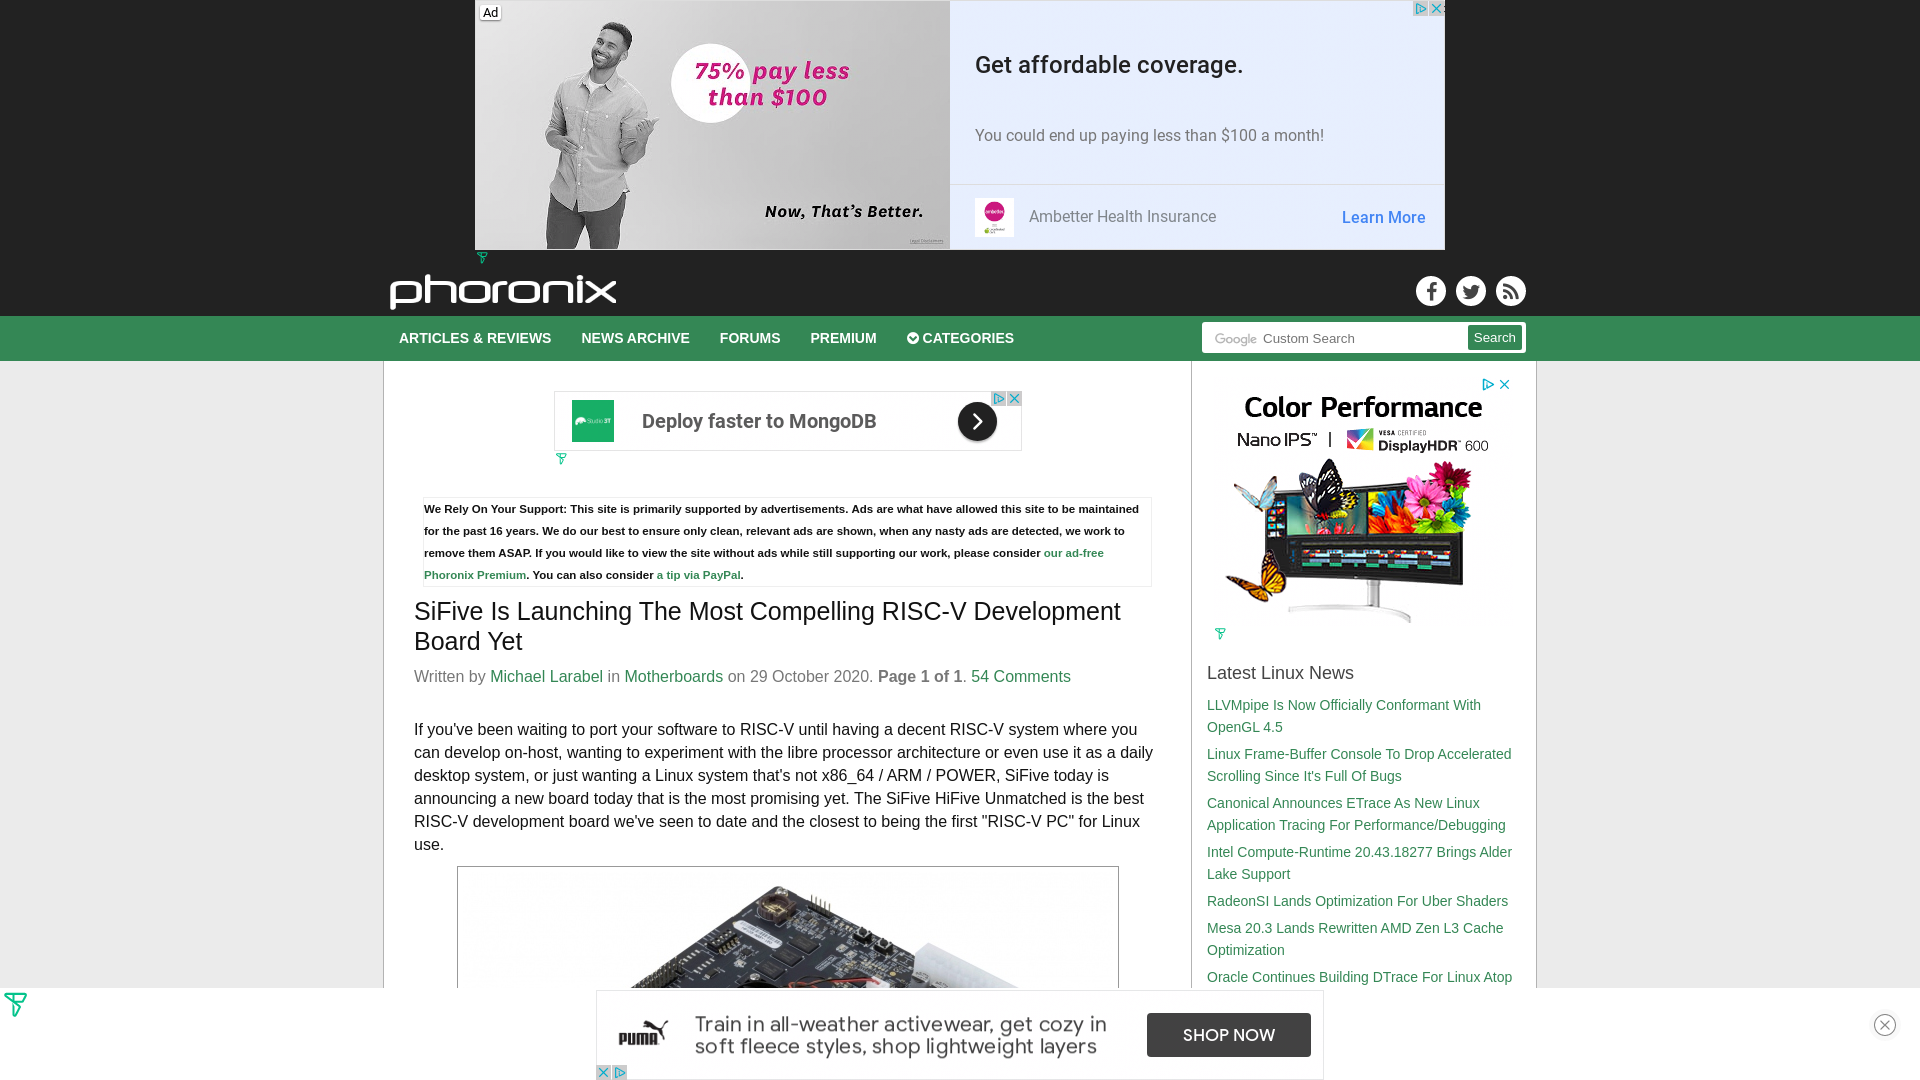 Ad
75% pay less
than $100
Now, That's Better.
Get affordable coverage.
You could end up paying less than $100 a month!
Ambetter Health Insurance
Learn More
phoronix
ARTICLES & REVIEWS
NEWS ARCHIVE
FORUMS
PREMIUM
CATEGORIES
Google Custom Search
Search
Studio 3T
Deploy faster to MongoDB
We Rely On Your Support: This site is primarily supported by advertisements. Ads are what have allowed this site to be maintained
for the past 16 years. We do our best to ensure only clean, relevant ads are shown, when any nasty ads are detected, we work to
remove them ASAP. If you would like to view the site without ads while still supporting our work, please consider our ad-free
Phoronix Premium. You can also consider a tip via PayPal.
SiFive Is Launching The Most Compelling RISC-V Development
Board Yet
Written by Michael Larabel in Motherboards on 29 October 2020. Page 1 of 1. 54 Comments
If you've been waiting to port your software to RISC-V until having a decent RISC-V system where you
can develop on-host, wanting to experiment with the libre processor architecture or even use it as a daily
desktop system, or just wanting a Linux system that's not x86_64 / ARM / POWER, SiFive today is
announcing a new board today that is the most promising yet. The SiFive HiFive Unmatched is the best
RISC-V development board we've seen to date and the closest to being the first "RISC-V PC" for Linux
use.
Color Performance
Nano IPS™ | VESA CERTIFIED
DisplayHDR™ 600
Latest Linux News
LLVMpipe Is Now Officially Conformant With
OpenGL 4.5
Linux Frame-Buffer Console To Drop Accelerated
Scrolling Since It's Full Of Bugs
Canonical Announces ETrace As New Linux
Application Tracing For Performance/Debugging
Intel Compute-Runtime 20.43.18277 Brings Alder
Lake Support
RadeonSI Lands Optimization For Uber Shaders
Mesa 20.3 Lands Rewritten AMD Zen L3 Cache
Optimization
Oracle Continues Building DTrace For Linux Atop
PUMA
Train in all-weather activewear, get cozy in
soft fleece styles, shop lightweight layers
SHOP NOW